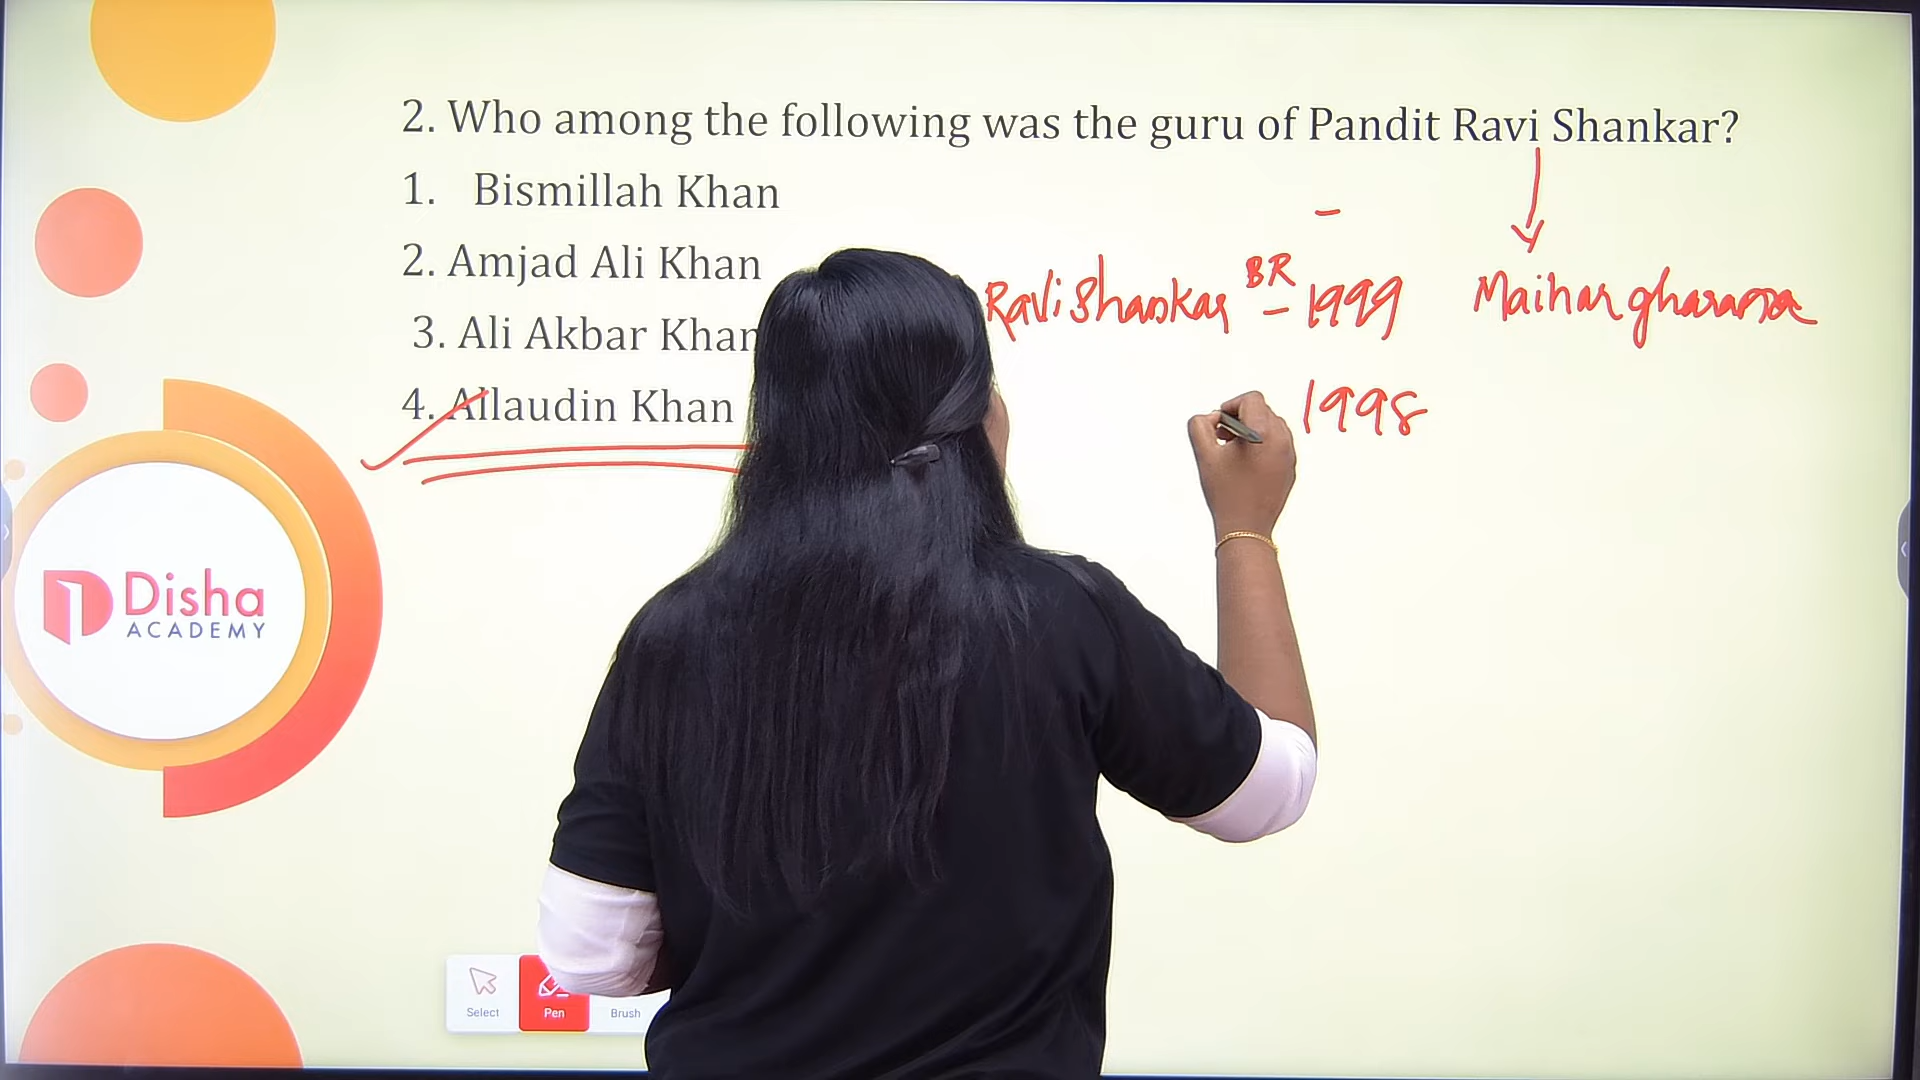 2. Who among the following was the guru of Pandit Ravi Shankar?
1. Bismillah Khan
2. Amjad Ali Khan
3. Ali Akbar Khan
4. Allaudin Khan
Ravi Shankar BR - 1999
Maihar gharana
1998
Disha
ACADEMY
Select
Pen
Brush